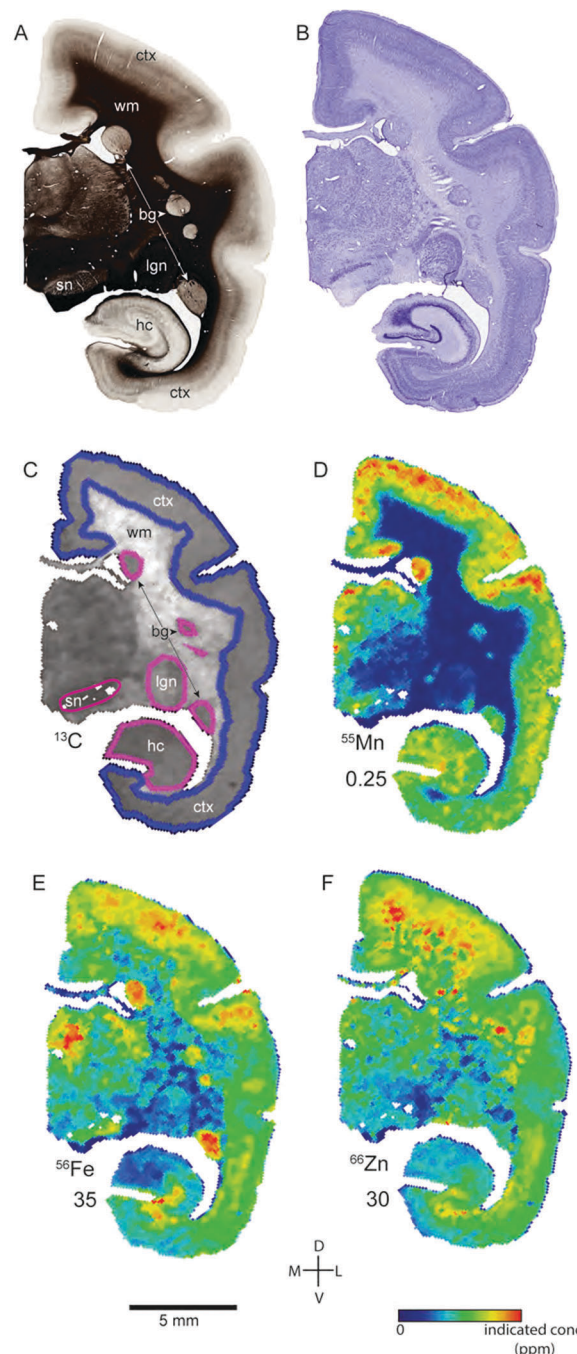 A
B
ctx
wm
bg
lgn
sn
hc
ctx
C
D
ctx
wm
bg
lgn
sn
13C
hc
ctx
55Mn
0.25
E
F
56Fe
35
66Zn
30
D
M L
V
5 mm
0 indicated conc
(ppm)